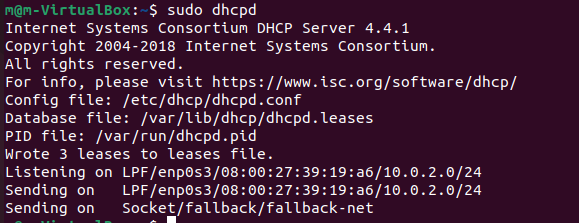 m@m-VirtualBox:~$ sudo dhcpd
Internet Systems Consortium DHCP Server 4.4.1
Copyright 2004-2018 Internet Systems Consortium.
All rights reserved.
For info, please visit https://www.isc.org/software/dhcp/
Config file: /etc/dhcp/dhcpd.conf
Database file: /var/lib/dhcp/dhcpd.leases
PID file: /var/run/dhcpd.pid
Wrote 3 leases to leases file.
Listening on LPF/enp0s3/08:00:27:39:19:a6/10.0.2.0/24
Sending on   LPF/enp0s3/08:00:27:39:19:a6/10.0.2.0/24
Sending on   Socket/fallback/fallback-net
m@m-VirtualBox:~$